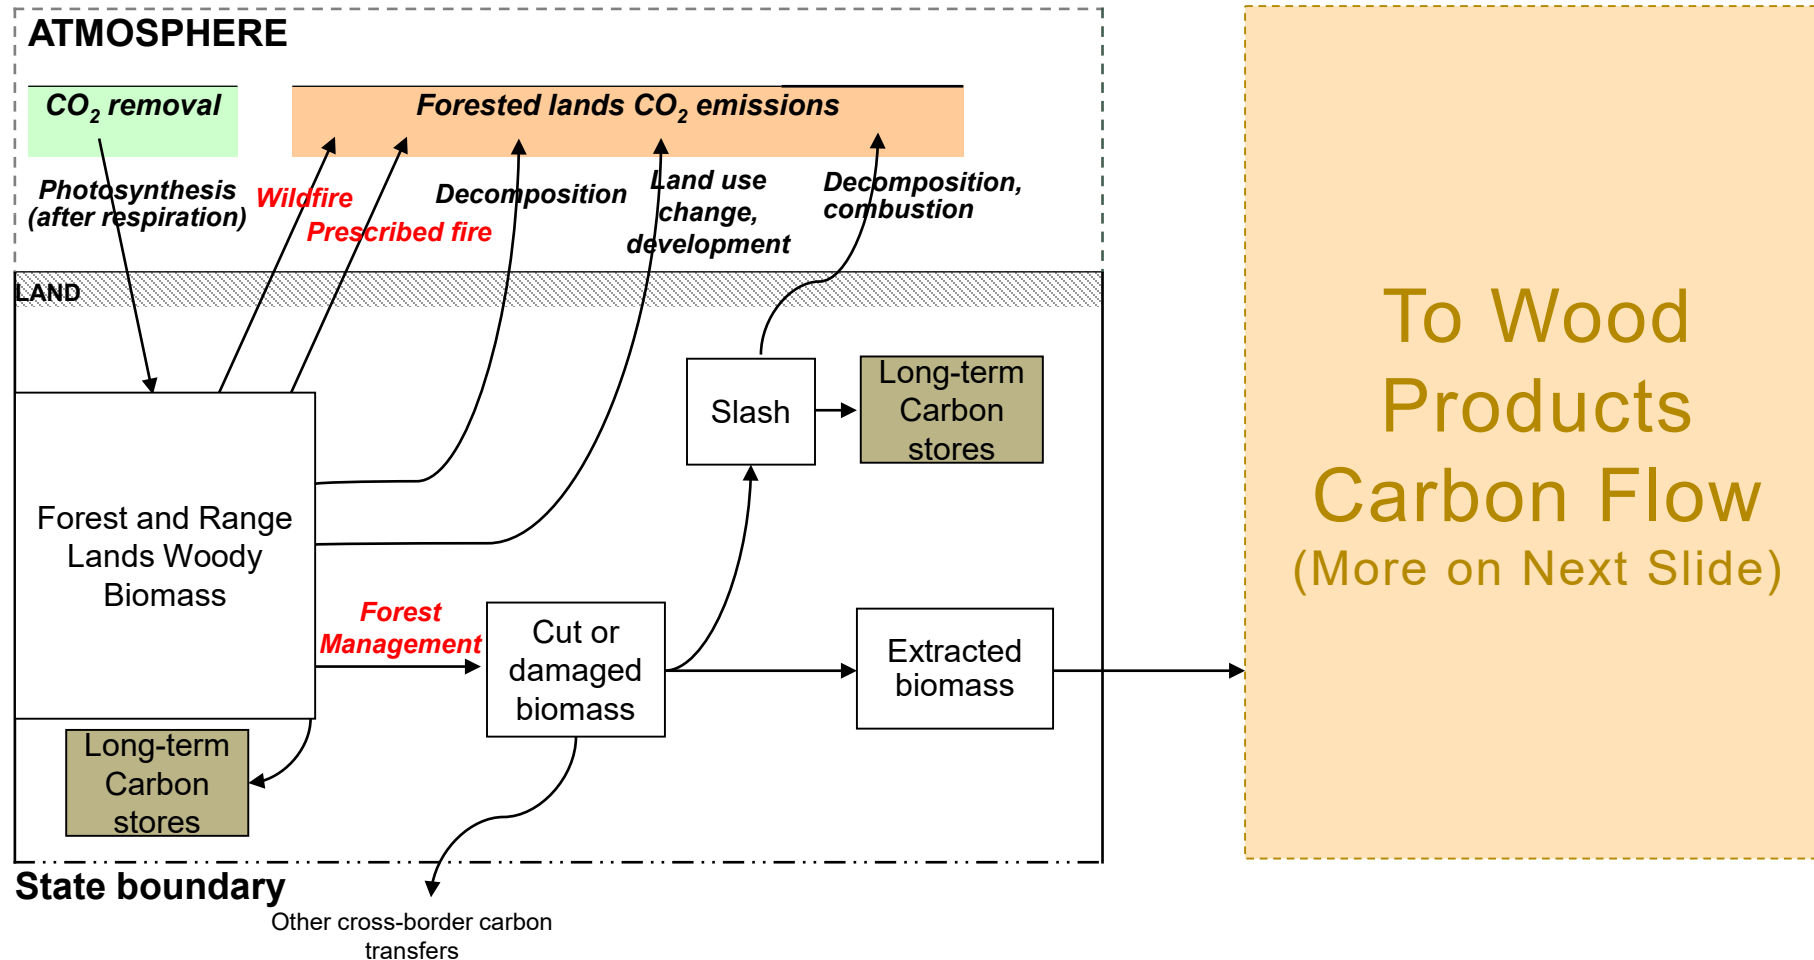 ATMOSPHERE
CO₂ removal
Forested lands CO₂ emissions
Photosynthesis
(after respiration)
Wildfire
Prescribed fire
Decomposition
Land use
change,
development
Decomposition,
combustion
LAND
Forest and Range
Lands Woody
Biomass
Slash
Long-term
Carbon
stores
Forest
Management
Cut or
damaged
biomass
Extracted
biomass
Long-term
Carbon
stores
State boundary
Other cross-border carbon
transfers
To Wood
Products
Carbon Flow
(More on Next Slide)